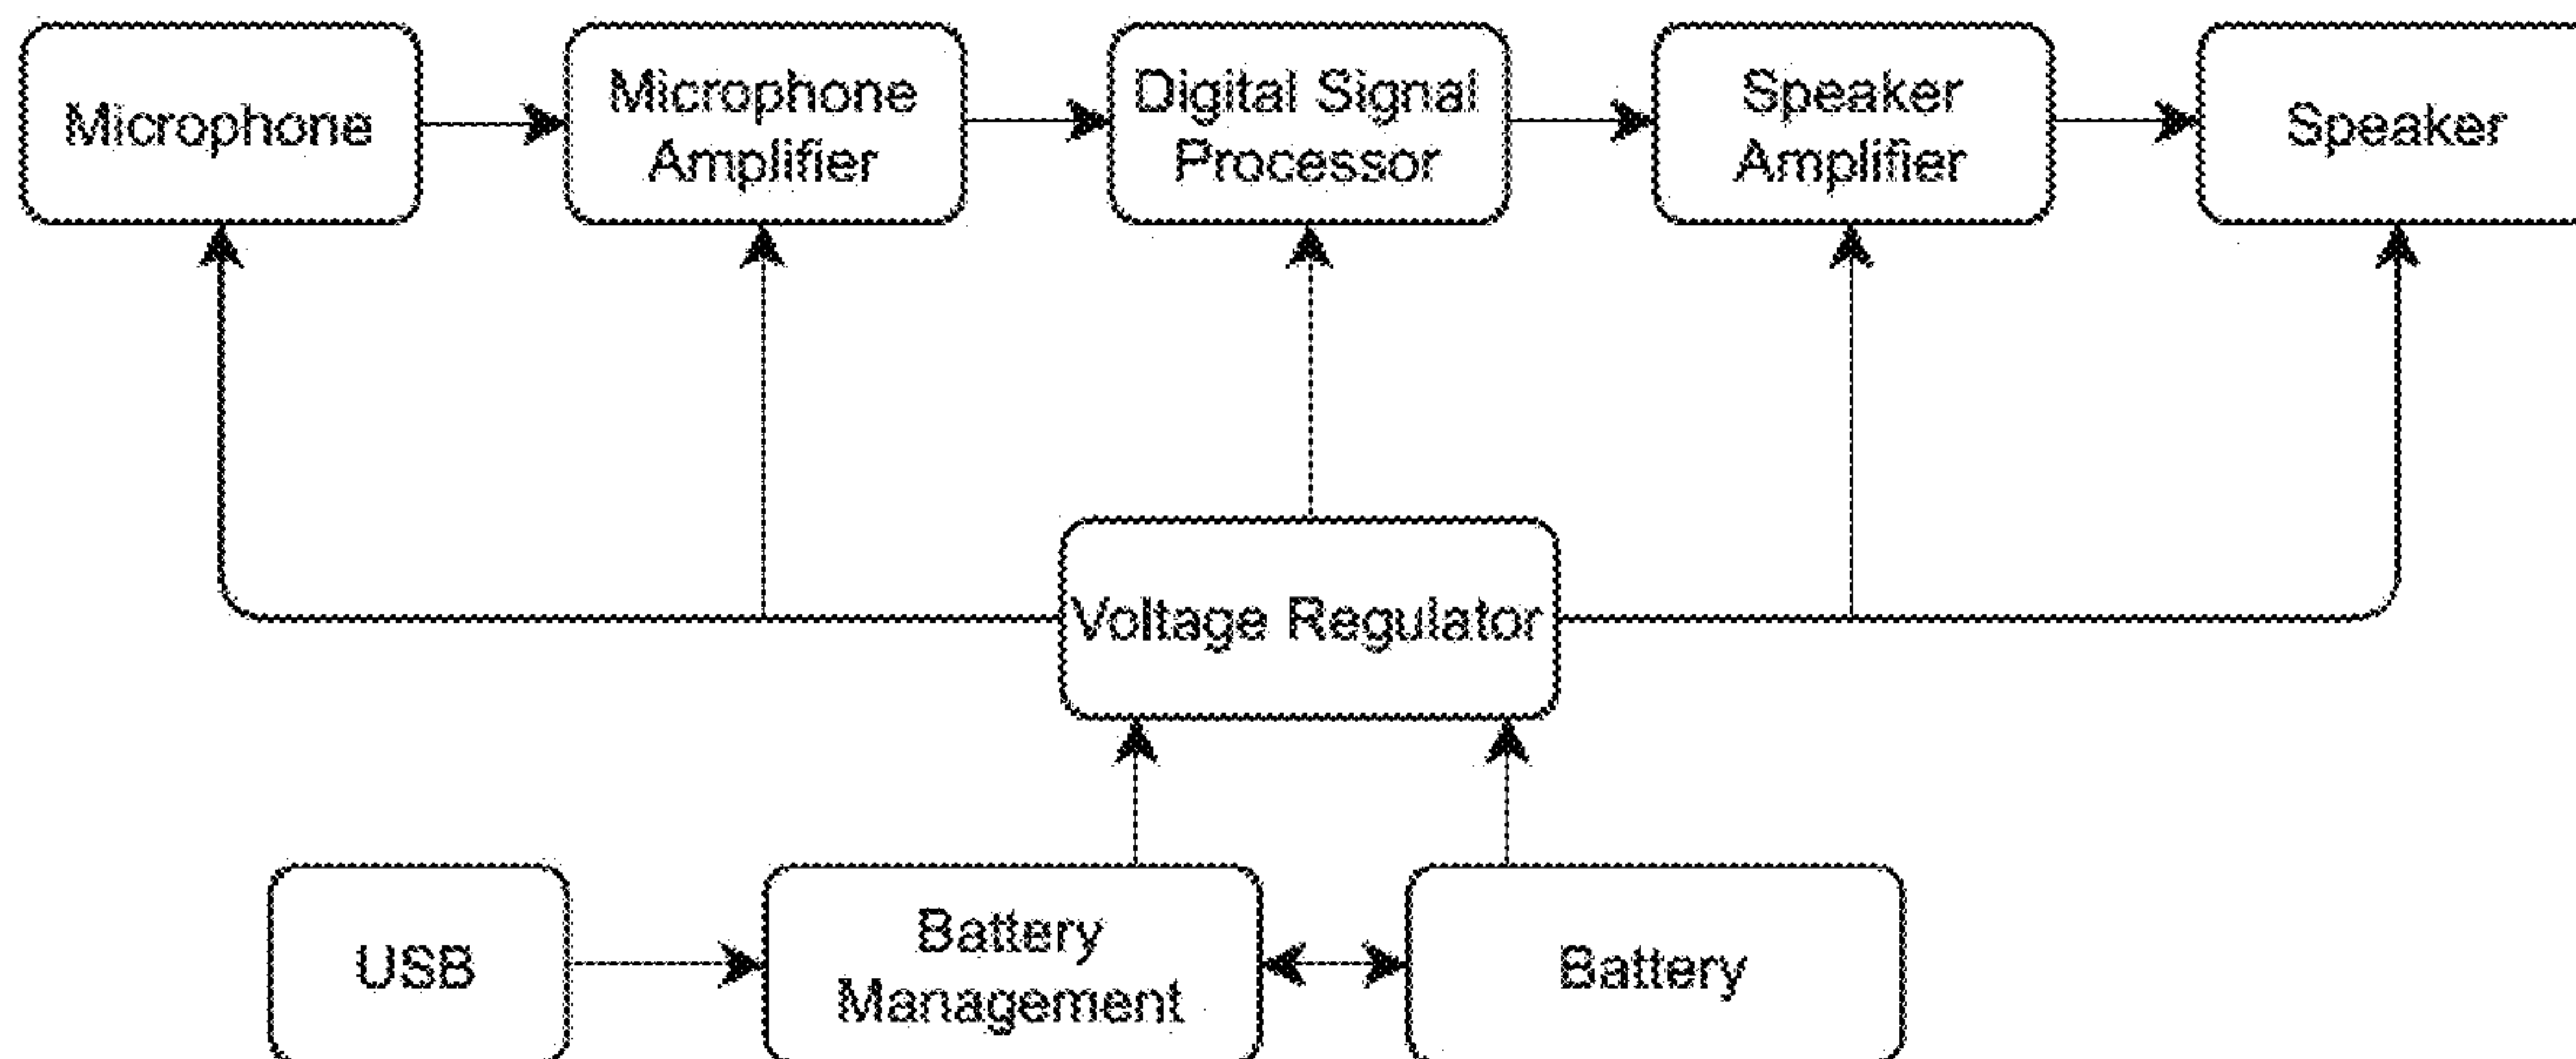 Microphone
Microphone
Amplifier
Digital Signal
Processor
Speaker
Amplifier
Speaker
Voltage Regulator
USB
Battery
Management
Battery